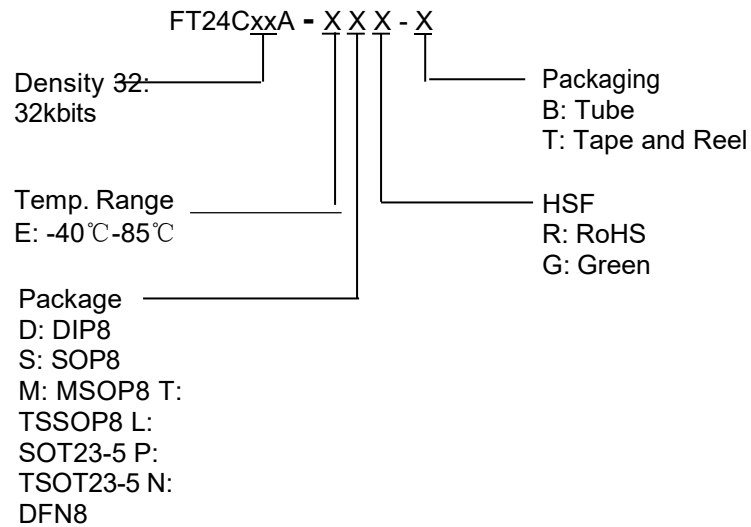 FT24CxxA - X X X - X
Density 32:
32kbits
Packaging
B: Tube
T: Tape and Reel
Temp. Range
E: -40℃-85℃
HSF
R: RoHS
G: Green
Package
D: DIP8
S: SOP8
M: MSOP8 T:
TSSOP8 L:
SOT23-5 P:
TSOT23-5 N:
DFN8